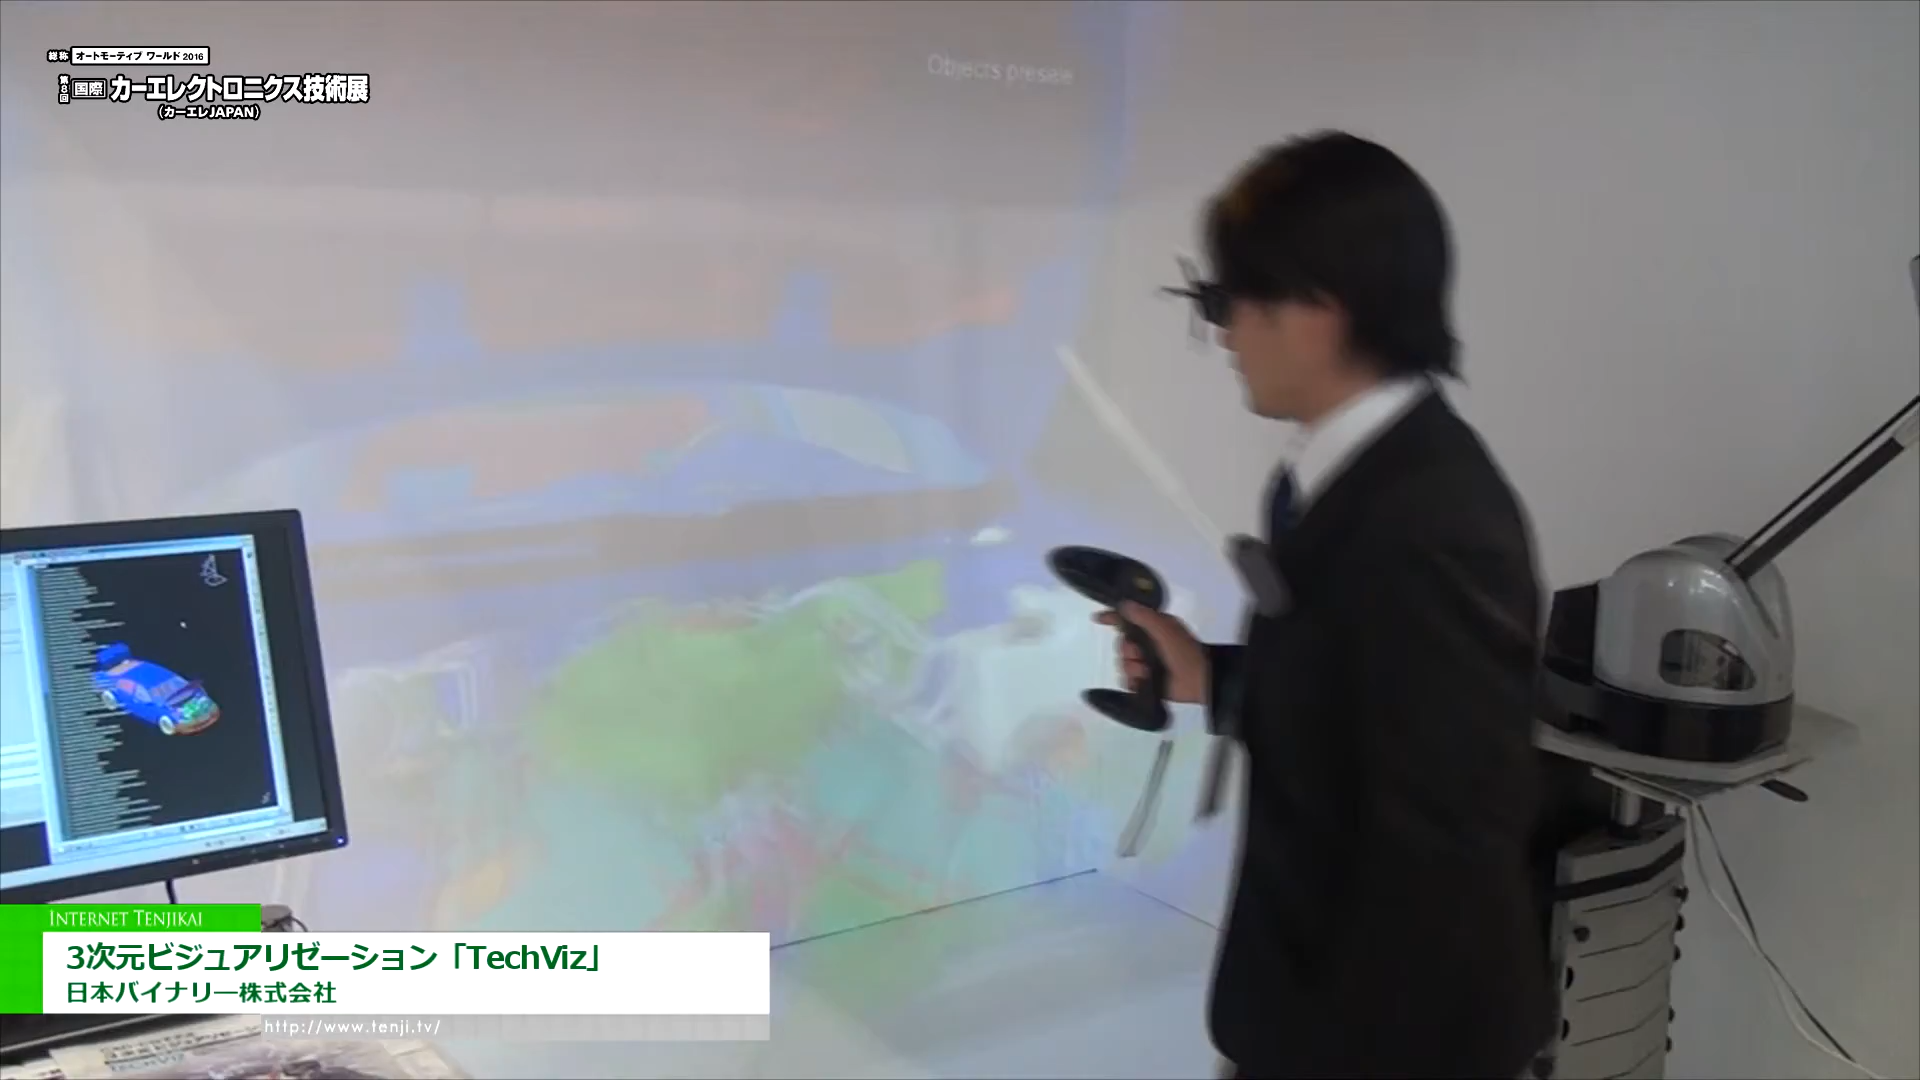 総称 オートモーティブ ワールド 2016
第8回 国際 カーエレクトロニクス技術展
(カーエレJAPAN)
Objects presele
INTERNET TENJIKAI
3次元ビジュアリゼーション「TechViz」
日本バイナリー株式会社
http://www.tenji.tv/
TECHVIZ